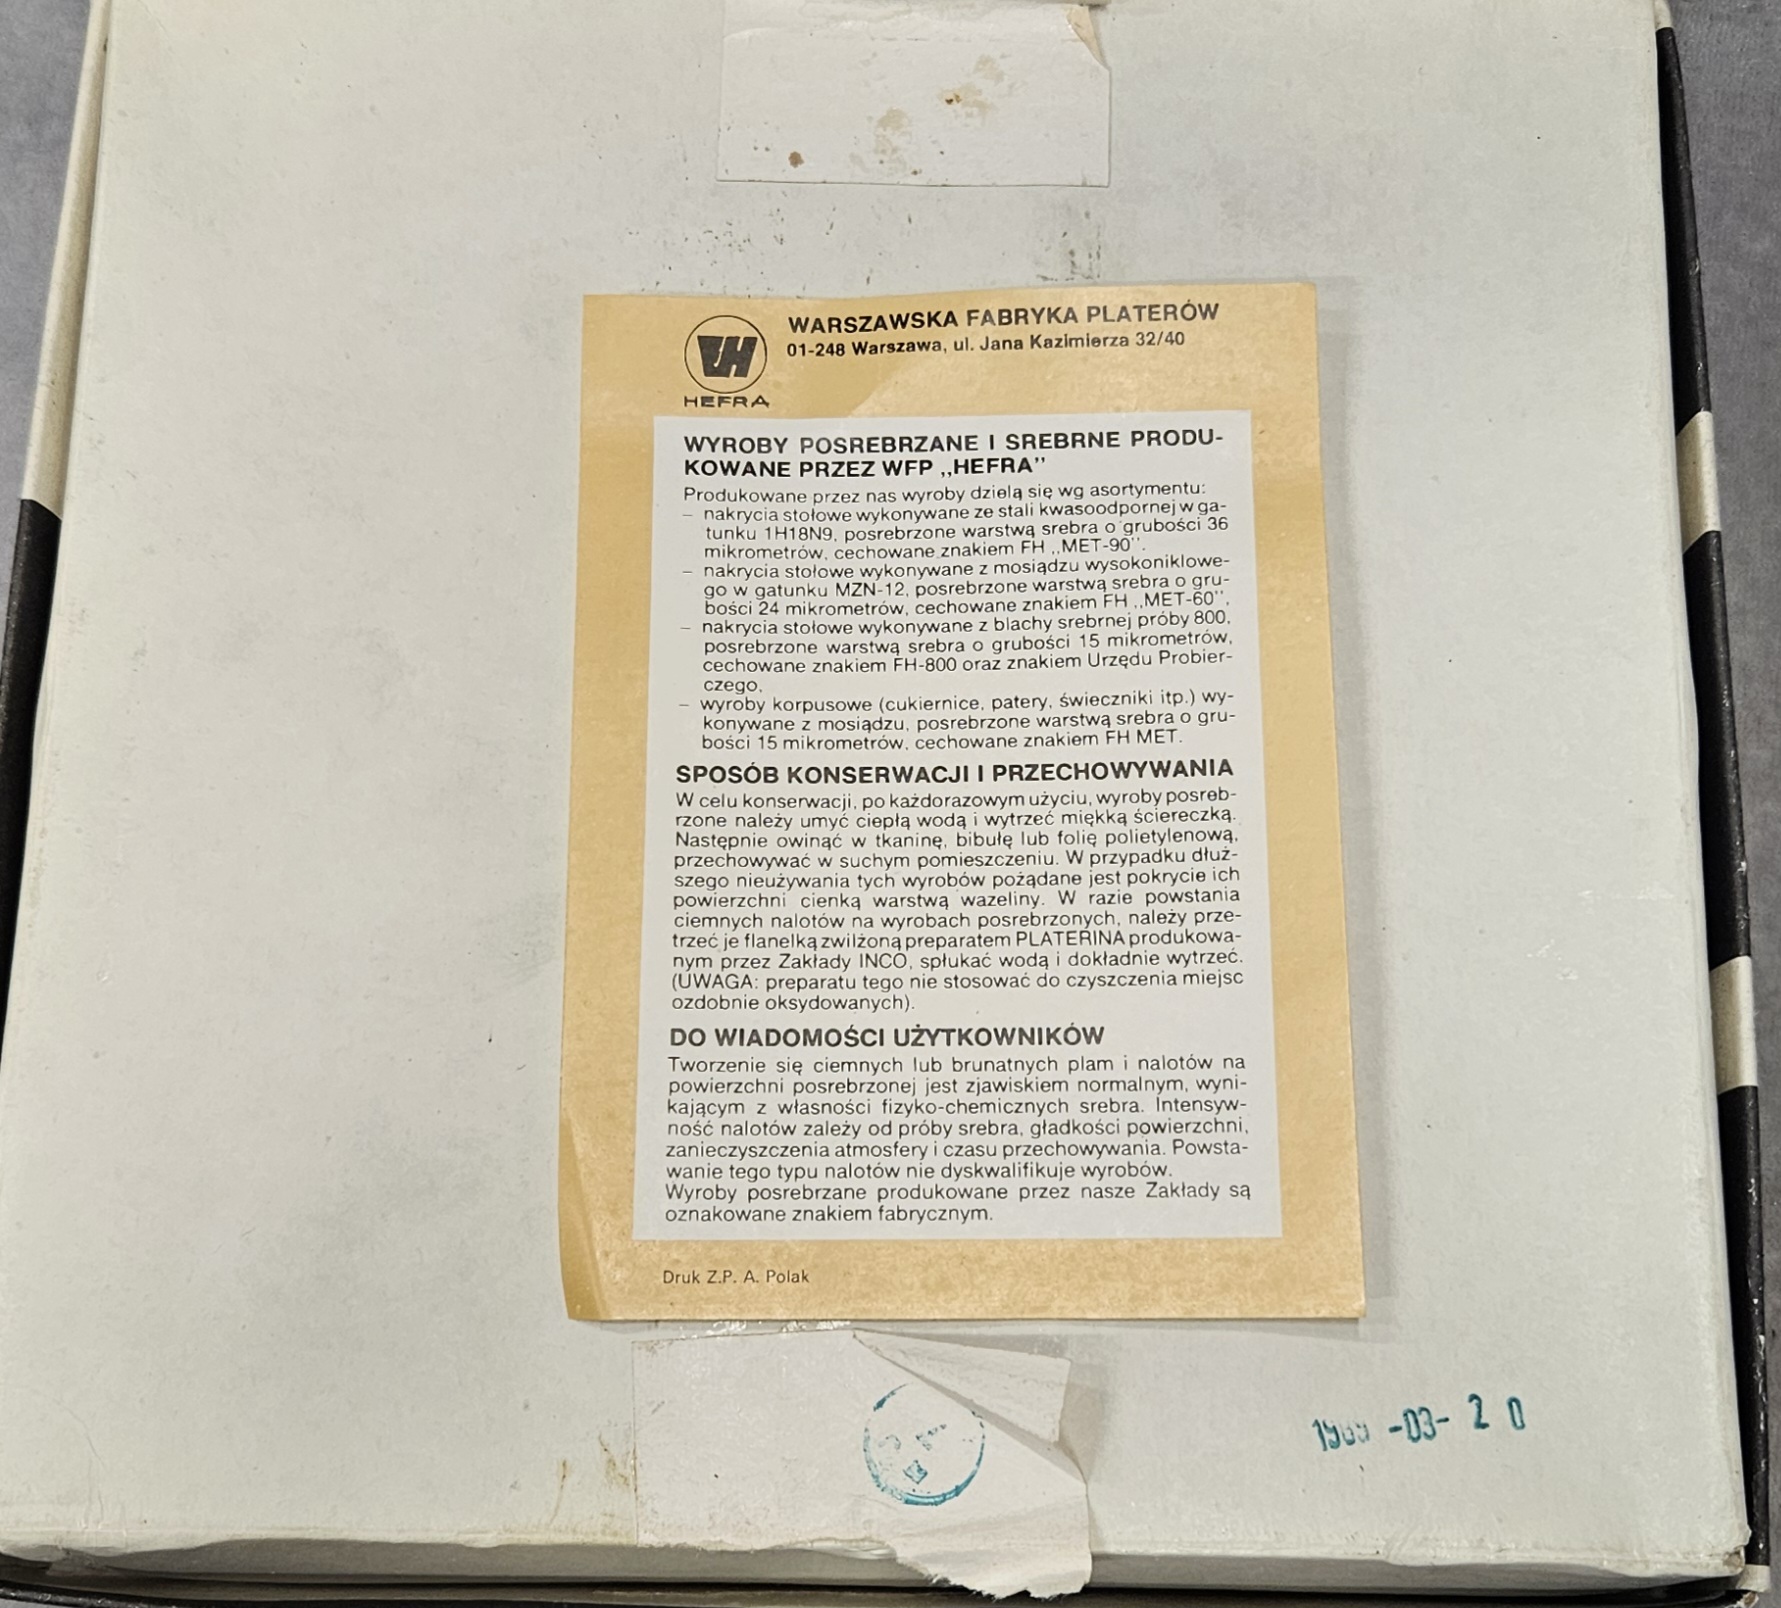 WARSZAWSKA FABRYKA PLATERÓW
01-248 Warszawa, ul. Jana Kazimierza 32/40
HEFRA
WYROBY POSREBRZANE I SREBRNE PRODU-
KOWANE PRZEZ WFP ,,HEFRA"
Produkowane przez nas wyroby dzielą się wg asortymentu:
– nakrycia stołowe wykonywane ze stali kwasoodpornej w ga-
tunku 1H18N9, posrebrzone warstwą srebra o grubości 36
mikrometrów, cechowane znakiem FH ,,MET-90".
– nakrycia stołowe wykonywane z mosiądzu wysokoniklowe-
go w gatunku MZN-12, posrebrzone warstwą srebra o gru-
bości 24 mikrometrów, cechowane znakiem FH ,,MET-60",
– nakrycia stołowe wykonywane z blachy srebrnej próby 800,
posrebrzone warstwą srebra o grubości 15 mikrometrów,
cechowane znakiem FH-800 oraz znakiem Urzędu Probier-
czego,
– wyroby korpusowe (cukiernice, patery, świeczniki itp.) wy-
konywane z mosiądzu, posrebrzone warstwą srebra o gru-
bości 15 mikrometrów, cechowane znakiem FH MET.
SPOSÓB KONSERWACJI I PRZECHOWYWANIA
W celu konserwacji, po każdorazowym użyciu, wyroby posreb-
rzone należy umyć ciepłą wodą i wytrzeć miękką ściereczką.
Następnie owinąć w tkaninę, bibułę lub folię polietylenową,
przechowywać w suchym pomieszczeniu. W przypadku dłuż-
szego nieużywania tych wyrobów pożądane jest pokrycie ich
powierzchni cienką warstwą wazeliny. W razie powstania
ciemnych nalotów na wyrobach posrebrzonych, należy prze-
trzeć je flanelką zwilżoną preparatem PLATERINA produkowa-
nym przez Zakłady INCO, spłukać wodą i dokładnie wytrzeć.
(UWAGA: preparatu tego nie stosować do czyszczenia miejsc
ozdobnie oksydowanych).
DO WIADOMOŚCI UŻYTKOWNIKÓW
Tworzenie się ciemnych lub brunatnych plam i nalotów na
powierzchni posrebrzonej jest zjawiskiem normalnym, wyni-
kającym z własności fizyko-chemicznych srebra. Intensyw-
ność nalotów zależy od próby srebra, gładkości powierzchni,
zanieczyszczenia atmosfery i czasu przechowywania. Powsta-
wanie tego typu nalotów nie dyskwalifikuje wyrobów.
Wyroby posrebrzane produkowane przez nasze Zakłady są
oznakowane znakiem fabrycznym.
Druk Z.P. A. Polak
-03-20